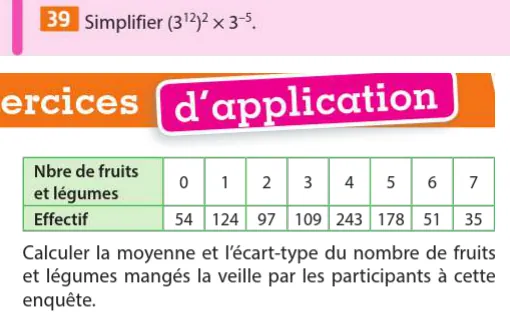 39 Simplifier (3¹²)² × 3⁻⁵.
ercices d'application
Nbre de fruits et légumes 0 1 2 3 4 5 6 7
Effectif 54 124 97 109 243 178 51 35
Calculer la moyenne et l'écart-type du nombre de fruits
et légumes mangés la veille par les participants à cette
enquête.